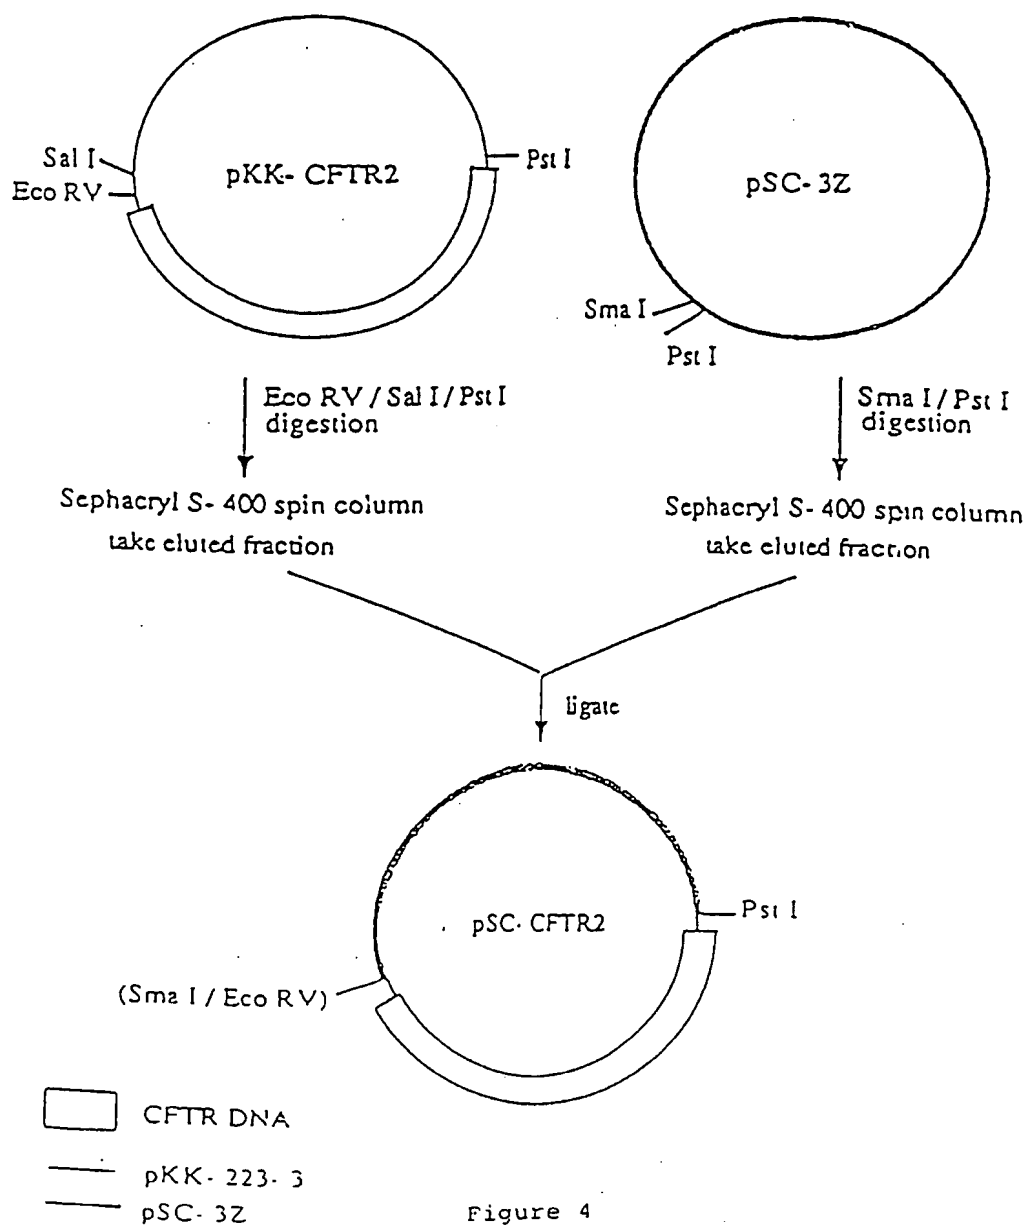 Sal I
Eco RV
pKK- CFTR2
Pst I
pSC- 3Z
Sma I
Pst I
Eco RV / Sal I / Pst I
digestion
Sma I / Pst I
digestion
Sephacryl S- 400 spin column
take eluted fraction
Sephacryl S- 400 spin column
take eluted fraction
ligate
pSC- CFTR2
Pst I
(Sma I / Eco RV)
CFTR DNA
pKK- 223- 3
pSC- 3Z
Figure 4